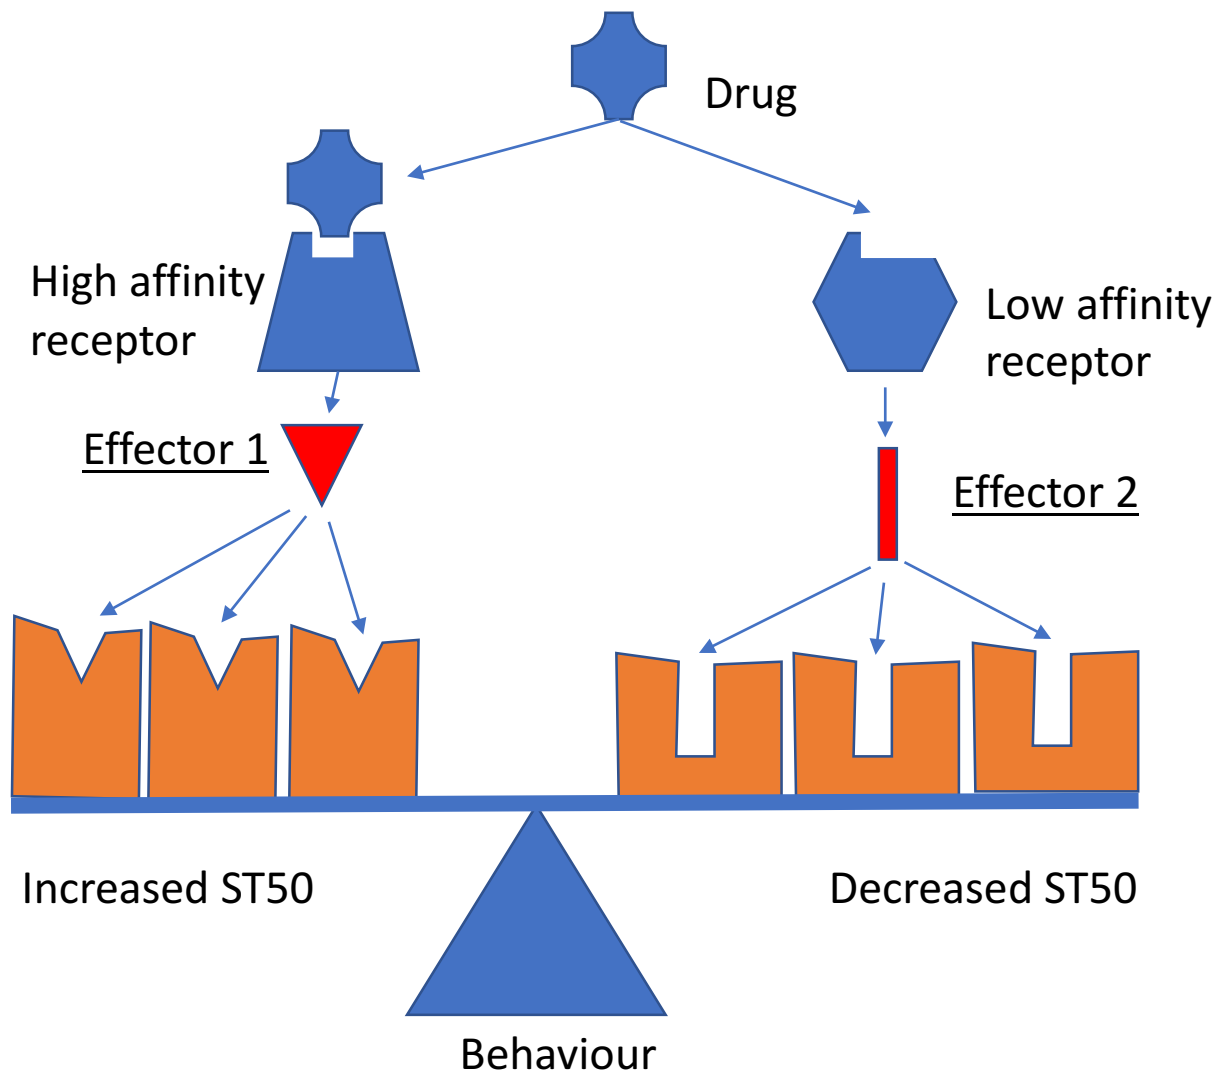 Drug
High affinity
receptor
Low affinity
receptor
Effector 1
Effector 2
Increased ST50
Decreased ST50
Behaviour